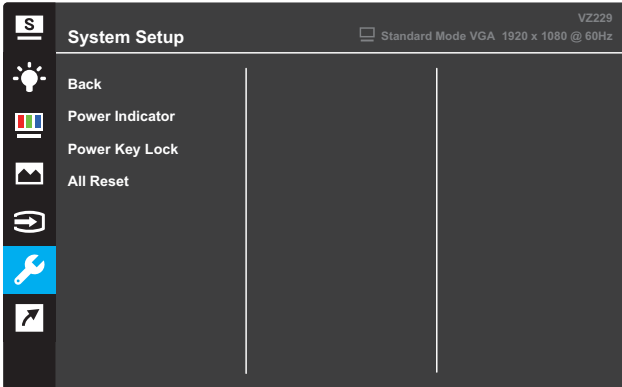 S
VZ229
System Setup
Standard Mode VGA 1920 x 1080 @ 60Hz
Back
Power Indicator
Power Key Lock
All Reset